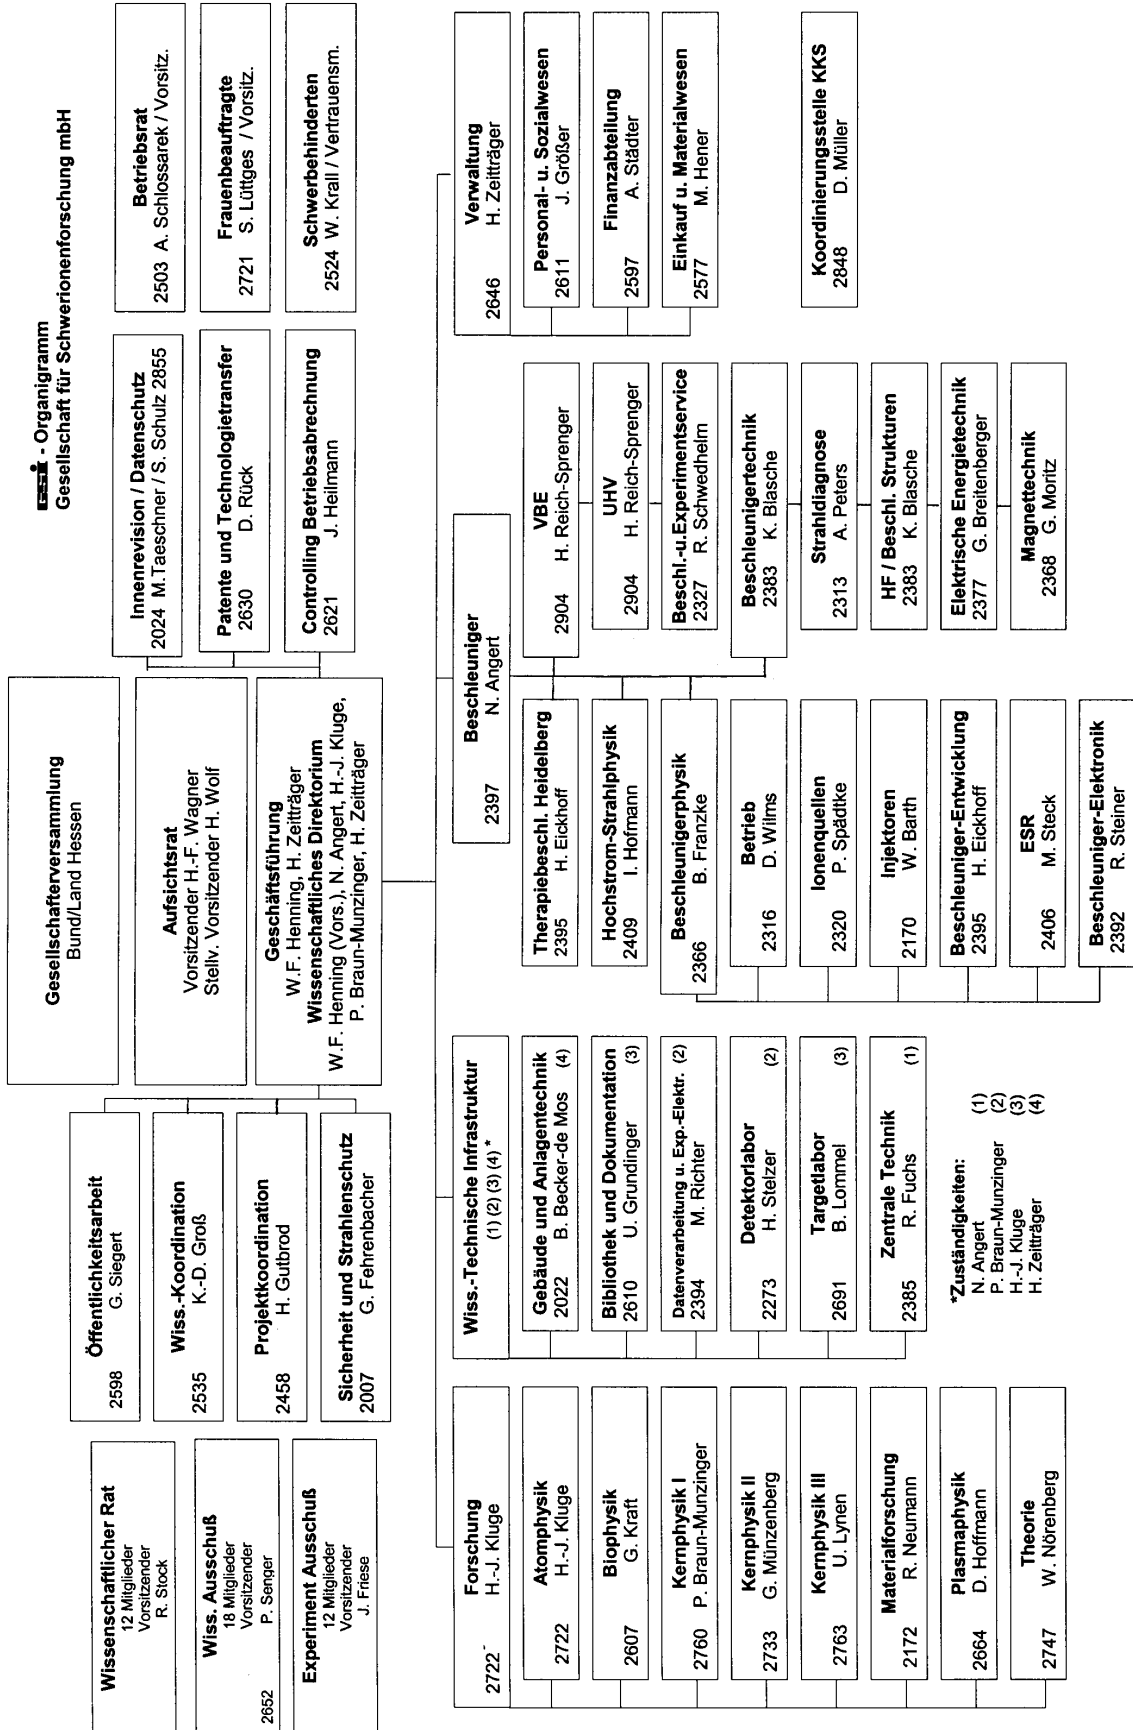 GSI - Organigramm
Gesellschaft für Schwerionenforschung mbH
Gesellschafterversammlung
Bund/Land Hessen
Aufsichtsrat
Vorsitzender H.-F. Wagner
Stellv. Vorsitzender H. Wolf
Geschäftsführung
W.F. Henning, H. Zeitträger
Wissenschaftliches Direktorium
W.F. Henning (Vors.), N. Angert, H.-J. Kluge,
P. Braun-Munzinger, H. Zeitträger
Wissenschaftlicher Rat
12 Mitglieder
Vorsitzender
R. Stock
Wiss. Ausschuß
18 Mitglieder
Vorsitzender
2652 P. Senger
Experiment Ausschuß
12 Mitglieder
Vorsitzender
J. Friese
Öffentlichkeitsarbeit
2598 G. Siegert
Wiss.-Koordination
2535 K.-D. Groß
Projektkoordination
2458 H. Gutbrod
Sicherheit und Strahlenschutz
2007 G. Fehrenbacher
Innenrevision / Datenschutz
2024 M.Taeschner / S. Schulz 2855
Patente und Technologietransfer
2630 D. Rück
Controlling Betriebsabrechnung
2621 J. Heilmann
Betriebsrat
2503 A. Schlossarek / Vorsitz.
Frauenbeauftragte
2721 S. Lüttges / Vorsitz.
Schwerbehinderten
2524 W. Krall / Vertrauensm.
Forschung
2722 H.-J. Kluge
Atomphysik
2722 H.-J. Kluge
Biophysik
2607 G. Kraft
Kernphysik I
2760 P. Braun-Munzinger
Kernphysik II
2733 G. Münzenberg
Kernphysik III
2763 U. Lynen
Materialforschung
2172 R. Neumann
Plasmaphysik
2664 D. Hoffmann
Theorie
2747 W. Nörenberg
Wiss.-Technische Infrastruktur
(1) (2) (3) (4) *
Gebäude und Anlagentechnik
2022 B. Becker-de Mos (4)
Bibliothek und Dokumentation
2610 U. Grundinger (3)
Datenverarbeitung u. Exp.-Elektr. (2)
2394 M. Richter
Detektorlabor
2273 H. Stelzer (2)
Targetlabor
2691 B. Lommel (3)
Zentrale Technik
2385 R. Fuchs (1)
*Zuständigkeiten:
N. Angert (1)
P. Braun-Munzinger (2)
H.-J. Kluge (3)
H. Zeitträger (4)
Beschleuniger
2397 N. Angert
Therapiebeschl. Heidelberg
2395 H. Eickhoff
Hochstrom-Strahlphysik
2409 I. Hofmann
Beschleunigerphysik
2366 B. Franzke
Betrieb
2316 D. Wilms
Ionenquellen
2320 P. Spädtke
Injektoren
2170 W. Barth
Beschleuniger-Entwicklung
2395 H. Eickhoff
ESR
2406 M. Steck
Beschleuniger-Elektronik
2392 R. Steiner
VBE
2904 H. Reich-Sprenger
UHV
2904 H. Reich-Sprenger
Beschl.-u.Experimentservice
2327 R. Schwedhelm
Beschleunigertechnik
2383 K. Blasche
Strahldiagnose
2313 A. Peters
HF / Beschl. Strukturen
2383 K. Blasche
Elektrische Energietechnik
2377 G. Breitenberger
Magnettechnik
2368 G. Moritz
Verwaltung
2646 H. Zeitträger
Personal- u. Sozialwesen
2611 J. Größer
Finanzabteilung
2597 A. Städter
Einkauf u. Materialwesen
2577 M. Hener
Koordinierungsstelle KKS
2848 D. Müller